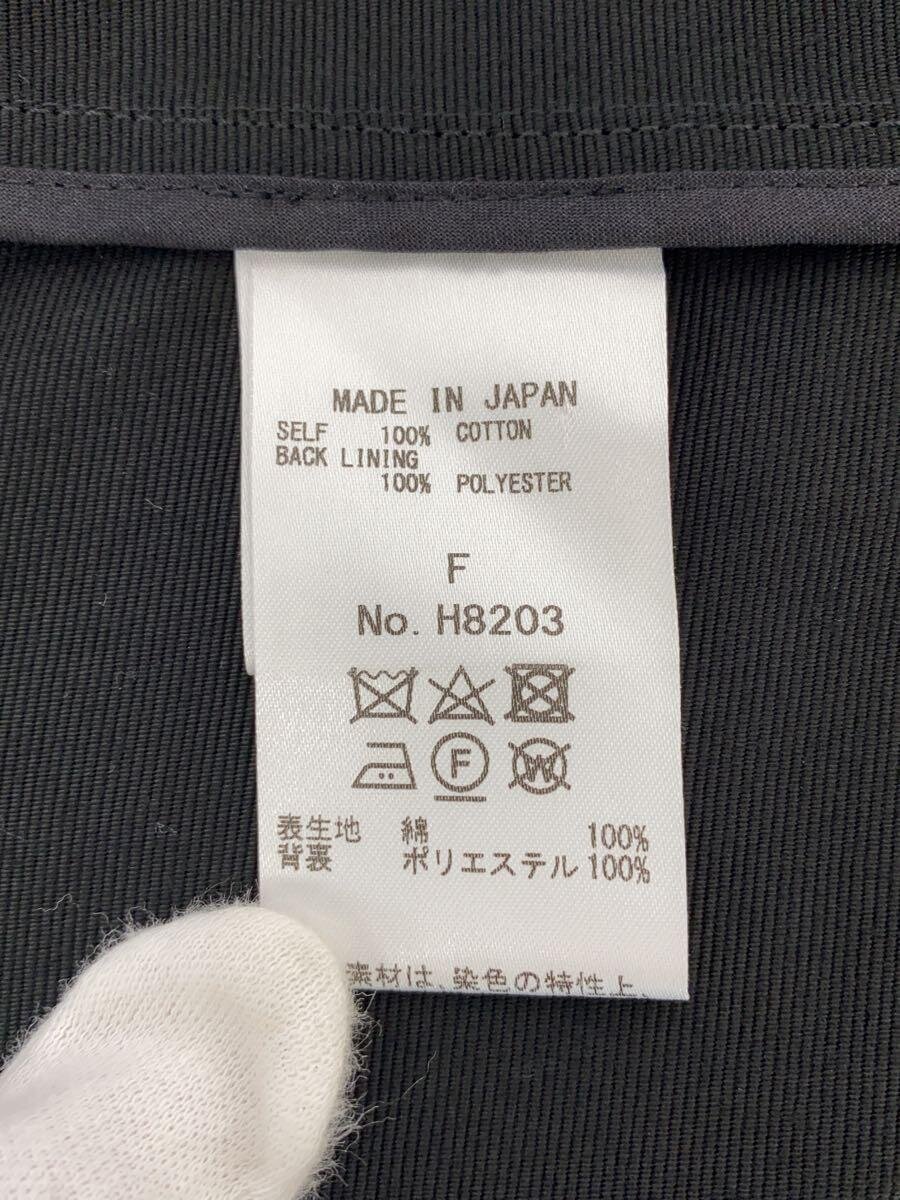 MADE IN JAPAN
SELF 100% COTTON
BACK LINING
100% POLYESTER
F
No. H8203
F
W
表生地 綿 100%
背裏 ポリエステル 100%
素材は、染色の特性上、